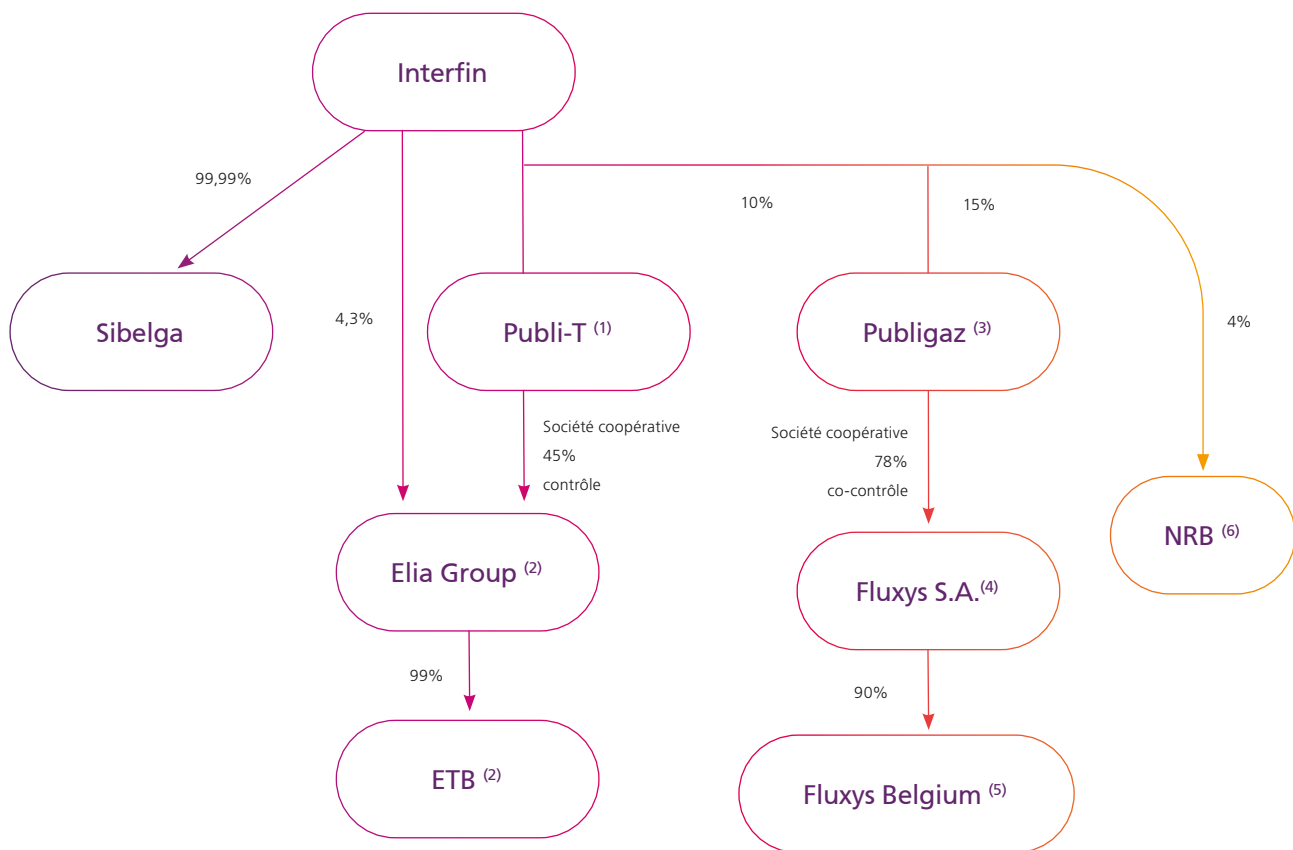 Interfin
99,99%
10%
15%
Sibelga
4,3%
Publi-T (1)
Publigaz (3)
4%
Société coopérative
45%
contrôle
Société coopérative
78%
co-contrôle
NRB (6)
Elia Group (2)
Fluxys S.A.(4)
99%
90%
ETB (2)
Fluxys Belgium (5)